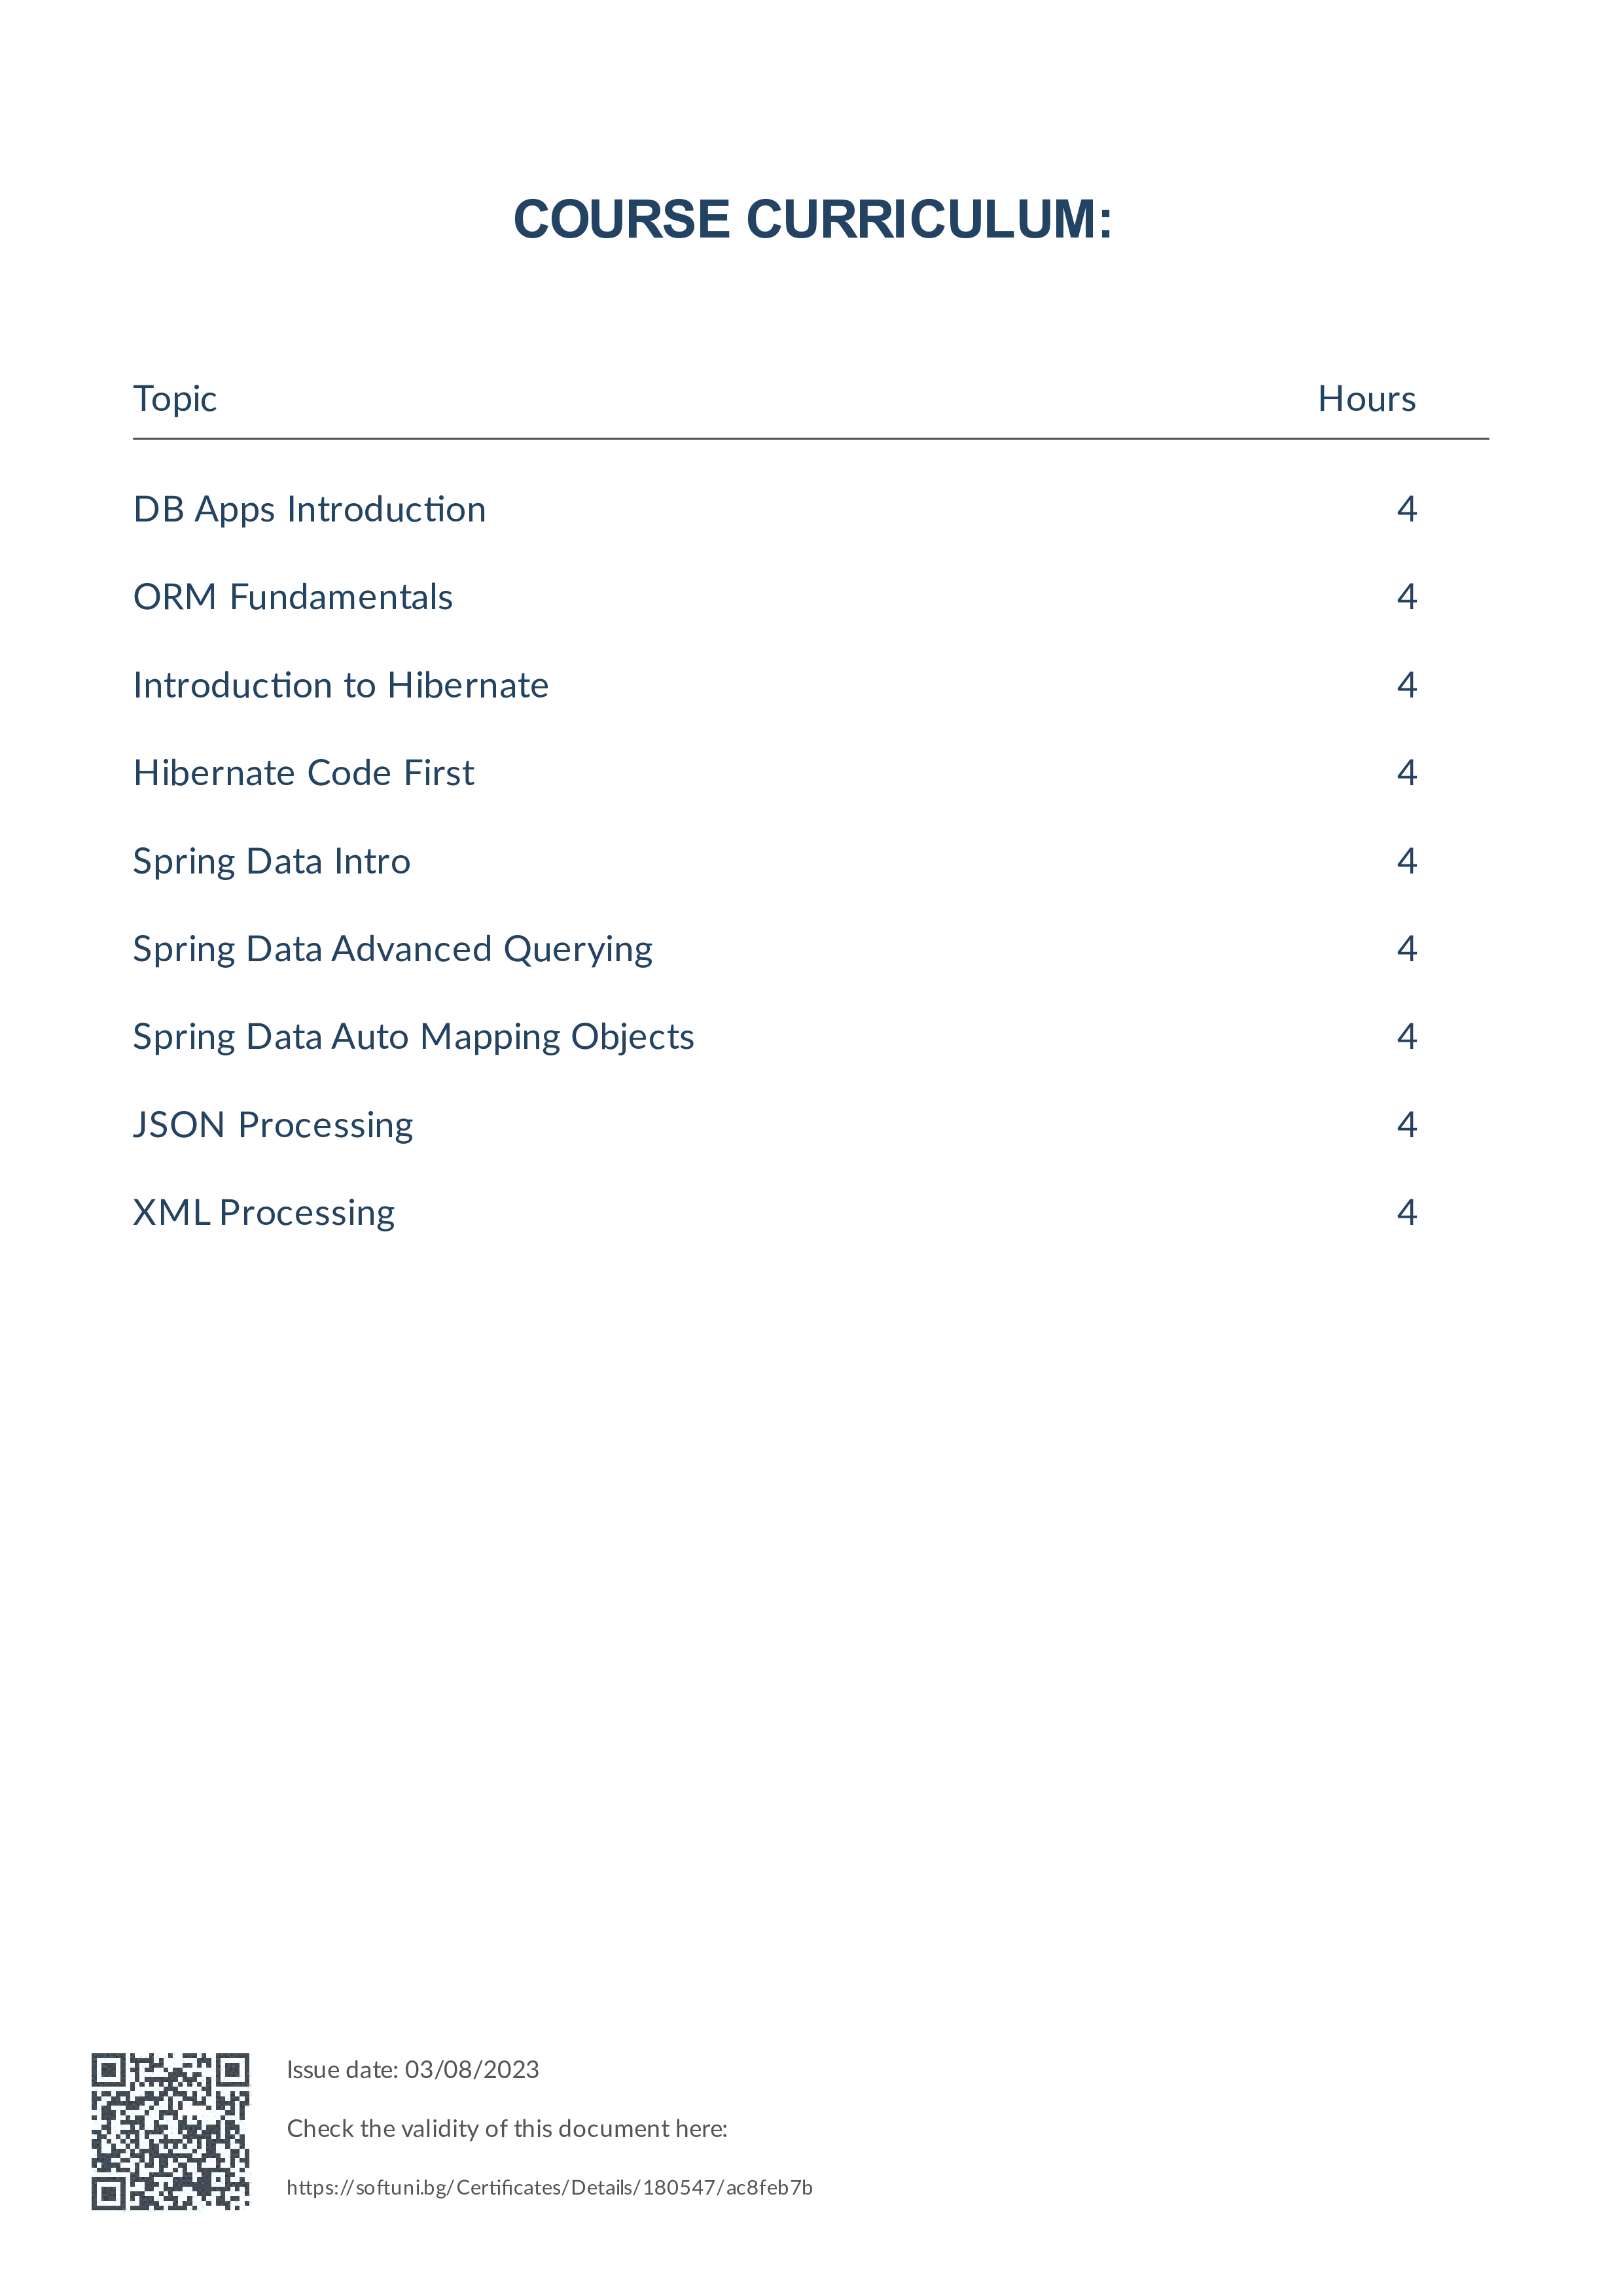 COURSE CURRICULUM:
Topic Hours
DB Apps Introduction 4
ORM Fundamentals 4
Introduction to Hibernate 4
Hibernate Code First 4
Spring Data Intro 4
Spring Data Advanced Querying 4
Spring Data Auto Mapping Objects 4
JSON Processing 4
XML Processing 4
Issue date: 03/08/2023
Check the validity of this document here:
https://softuni.bg/Certificates/Details/180547/ac8feb7b